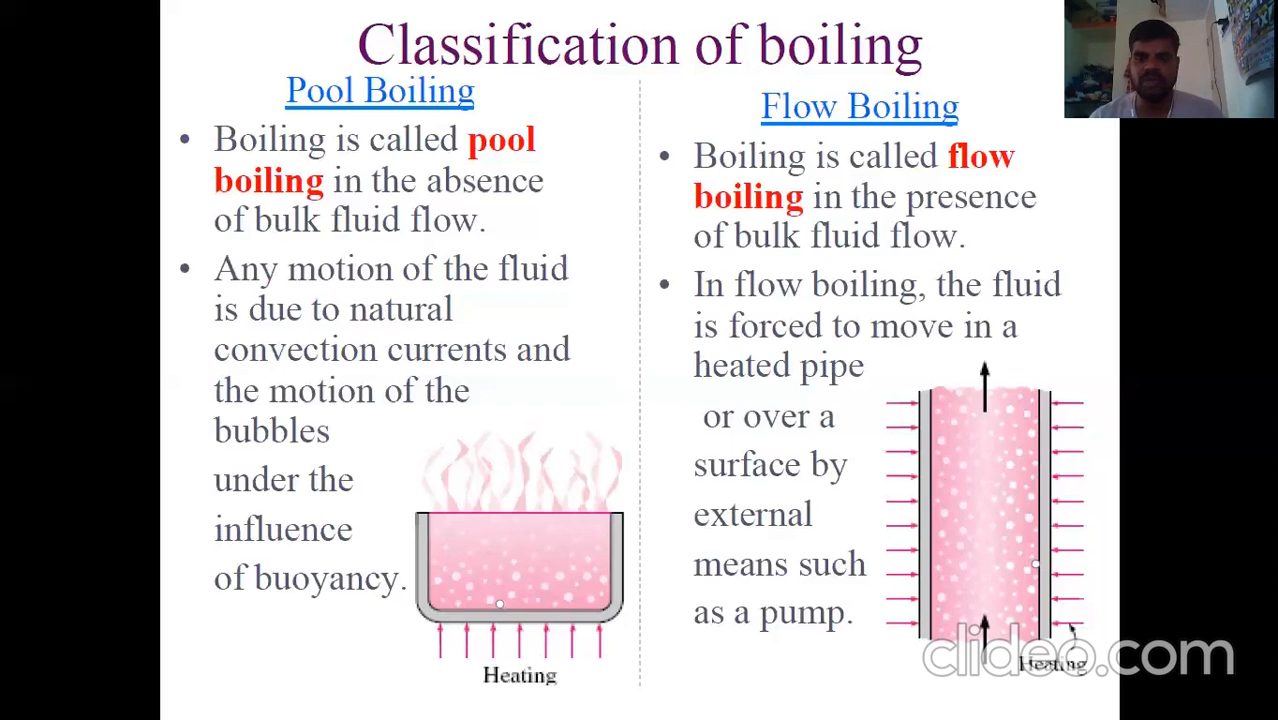 Classification of boiling
Pool Boiling
• Boiling is called pool
boiling in the absence
of bulk fluid flow.
• Any motion of the fluid
is due to natural
convection currents and
the motion of the
bubbles
under the
influence
of buoyancy.
Heating
Flow Boiling
• Boiling is called flow
boiling in the presence
of bulk fluid flow.
• In flow boiling, the fluid
is forced to move in a
heated pipe
or over a
surface by
external
means such
as a pump.
Heating
clideo.com